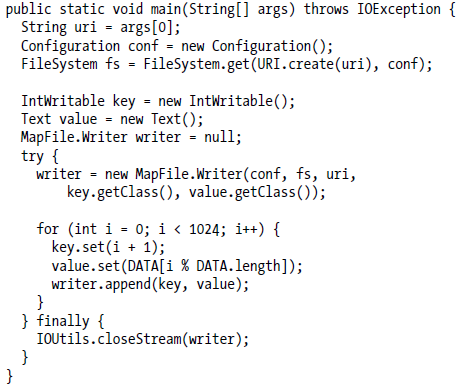 public static void main(String[] args) throws IOException {
  String uri = args[0];
  Configuration conf = new Configuration();
  FileSystem fs = FileSystem.get(URI.create(uri), conf);

  IntWritable key = new IntWritable();
  Text value = new Text();
  MapFile.Writer writer = null;
  try {
    writer = new MapFile.Writer(conf, fs, uri,
        key.getClass(), value.getClass());

    for (int i = 0; i < 1024; i++) {
      key.set(i + 1);
      value.set(DATA[i % DATA.length]);
      writer.append(key, value);
    }
  } finally {
    IOUtils.closeStream(writer);
  }
}